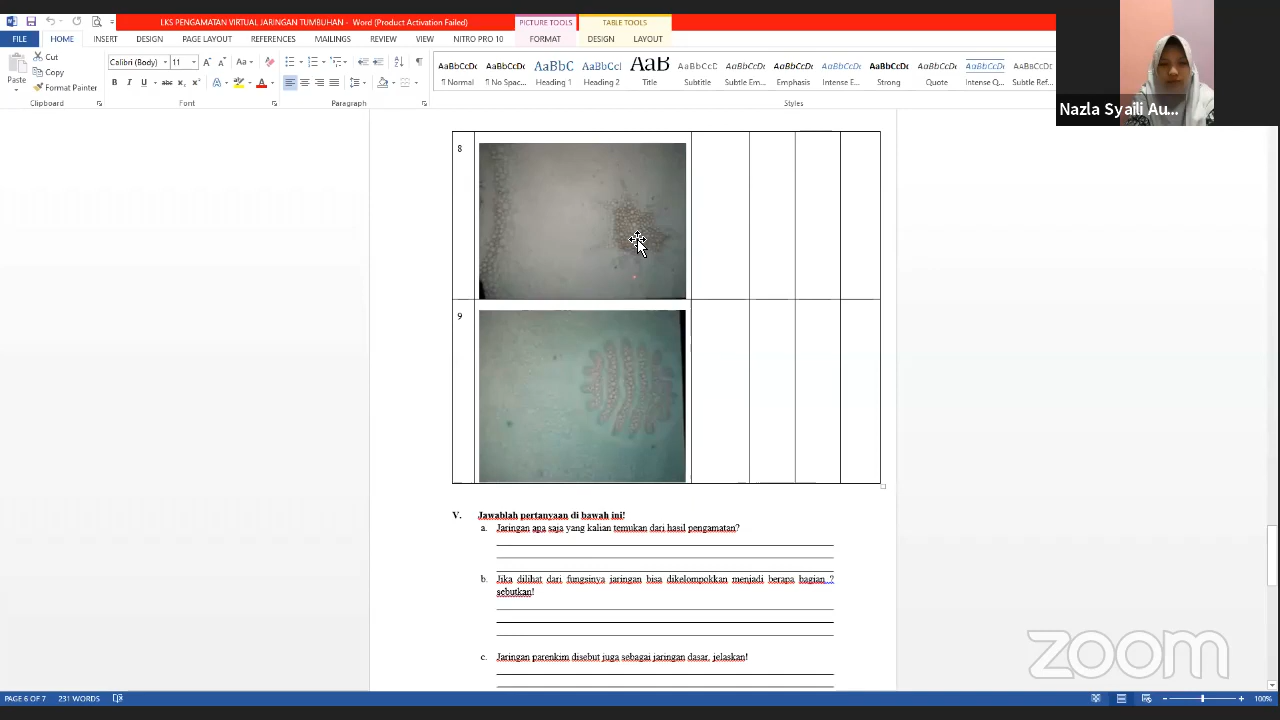 LKS PENGAMATAN VIRTUAL JARINGAN TUMBUHAN - Word (Product Activation Failed)
PICTURE TOOLS
TABLE TOOLS
FILE HOME INSERT DESIGN PAGE LAYOUT REFERENCES MAILINGS REVIEW VIEW NITRO PRO 10 FORMAT DESIGN LAYOUT
Paste
Cut
Copy
Format Painter
Calibri (Body) 11
AaBbCcDc AaBbCcDc AaBbC AaBbCcl AaB AaBbCcDc AaBbCcDc AaBbCcDc AaBbCcDc AaBbCcDc AaBbCcDc AaBbCcDc AaBbCcDc
¶ Normal ¶ No Spac... Heading 1 Heading 2 Title Subtitle Subtle Em... Emphasis Intense E... Strong Quote Intense Q... Subtle Ref...
Clipboard Font Paragraph Styles
Nazla Syaili Au...
8
9
V. Jawablah pertanyaan di bawah ini!
a. Jaringan apa saja yang kalian temukan dari hasil pengamatan?
b. Jika dilihat dari fungsinya jaringan bisa dikelompokkan menjadi berapa bagian ?
sebutkan!
c. Jaringan parenkim disebut juga sebagai jaringan dasar, jelaskan!
zoom
PAGE 6 OF 7 231 WORDS 100%